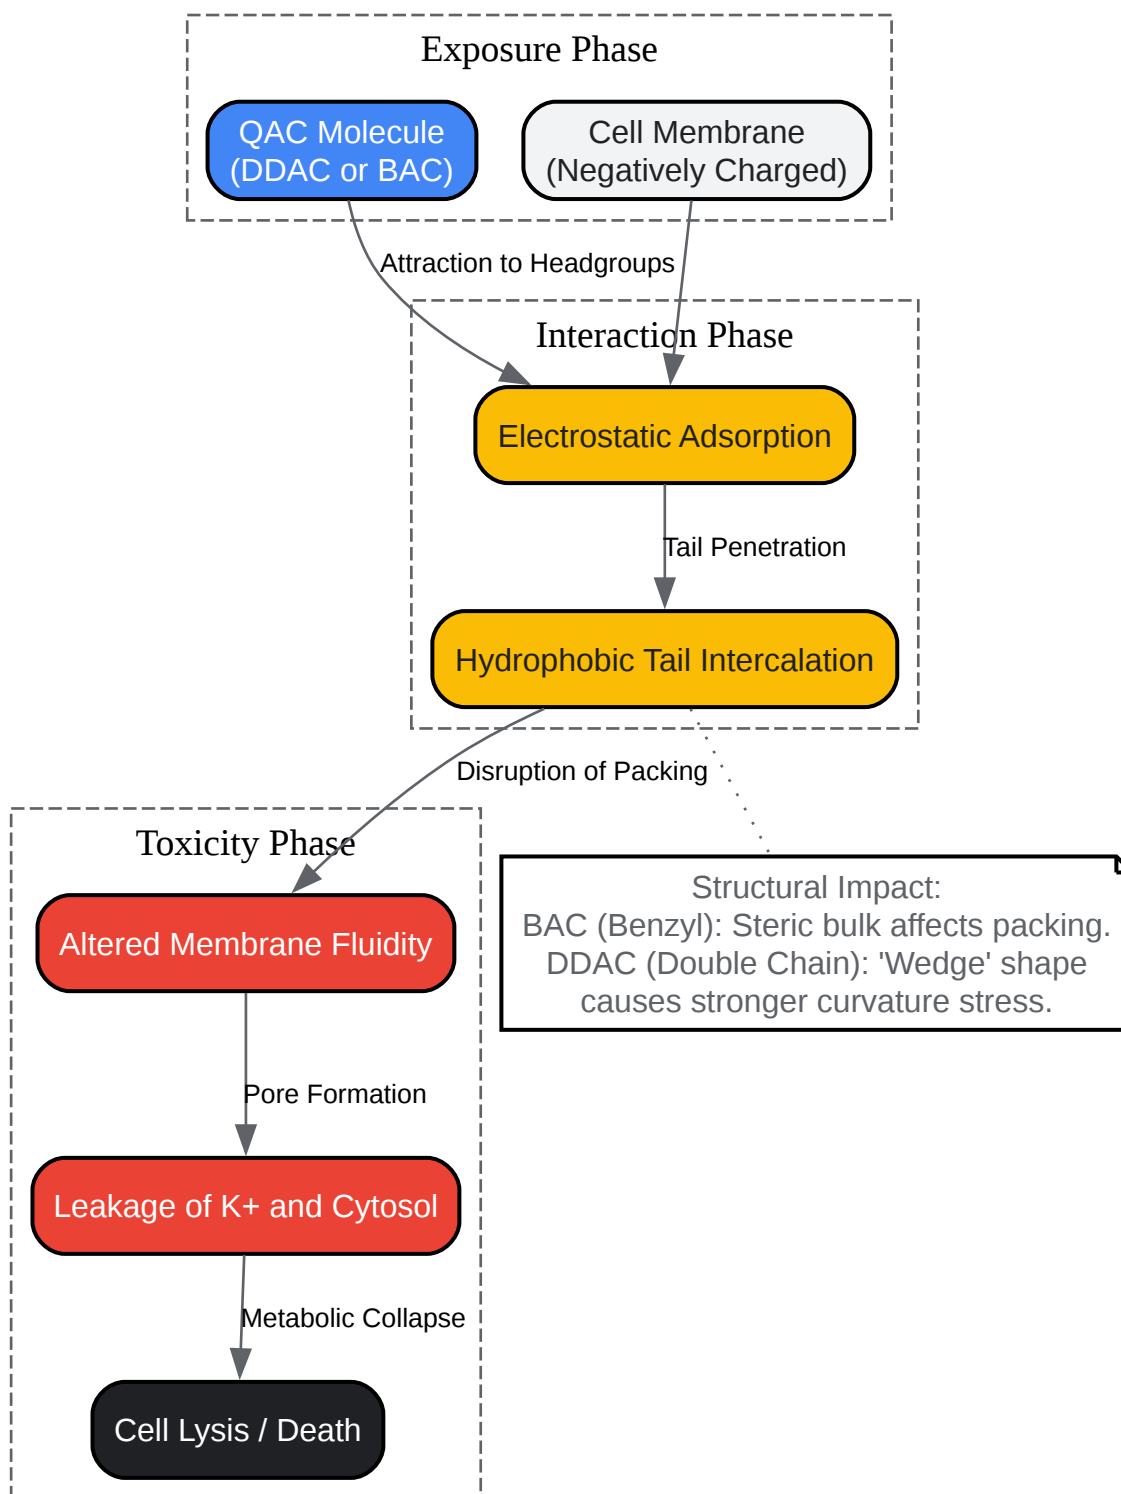 Exposure Phase
QAC Molecule
(DDAC or BAC)
Cell Membrane
(Negatively Charged)
Attraction to Headgroups
Interaction Phase
Electrostatic Adsorption
Tail Penetration
Hydrophobic Tail Intercalation
Disruption of Packing
Toxicity Phase
Altered Membrane Fluidity
Structural Impact:
BAC (Benzyl): Steric bulk affects packing.
DDAC (Double Chain): 'Wedge' shape
causes stronger curvature stress.
Pore Formation
Leakage of K+ and Cytosol
Metabolic Collapse
Cell Lysis / Death